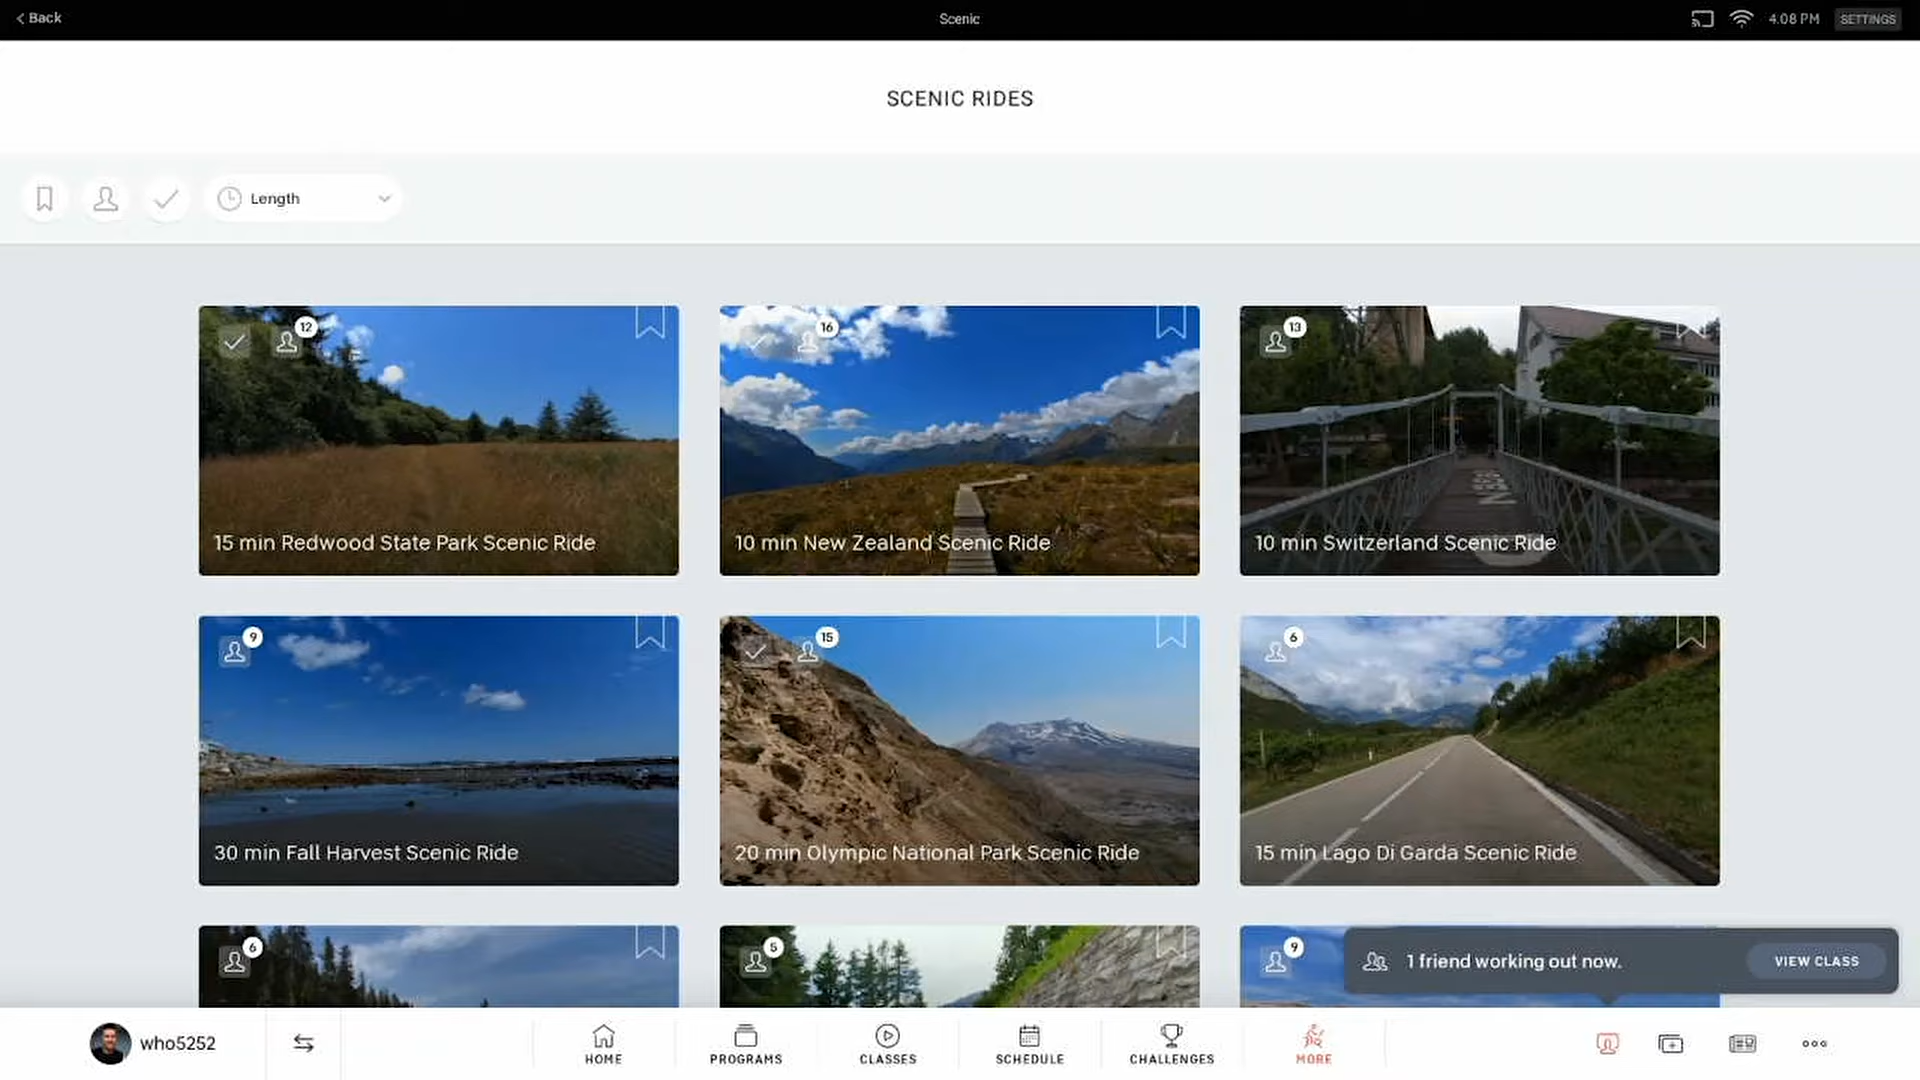 Back
Scenic
4.08 PM
SETTINGS
SCENIC RIDES
Length
12
16
13
15 min Redwood State Park Scenic Ride
10 min New Zealand Scenic Ride
10 min Switzerland Scenic Ride
9
15
6
30 min Fall Harvest Scenic Ride
20 min Olympic National Park Scenic Ride
15 min Lago Di Garda Scenic Ride
6
5
9
1 friend working out now.
VIEW CLASS
who5252
HOME
PROGRAMS
CLASSES
SCHEDULE
CHALLENGES
MORE